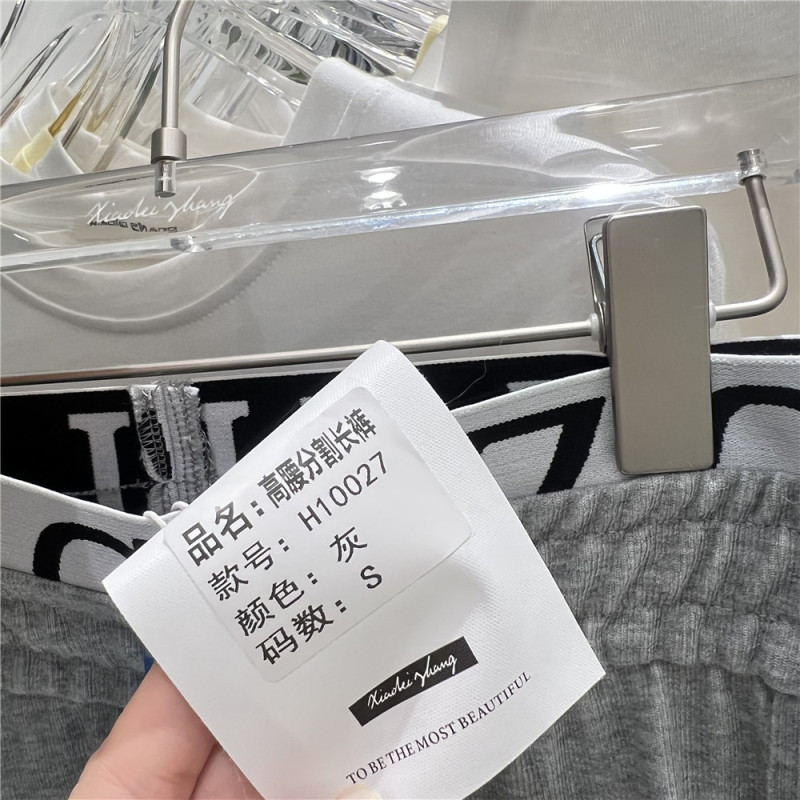 Xiaolei Zhang
品名：高腰分割长裤
款号：H10027
颜色：灰
码数：S
Xiaolei Zhang
TO BE THE MOST BEAUTIFUL